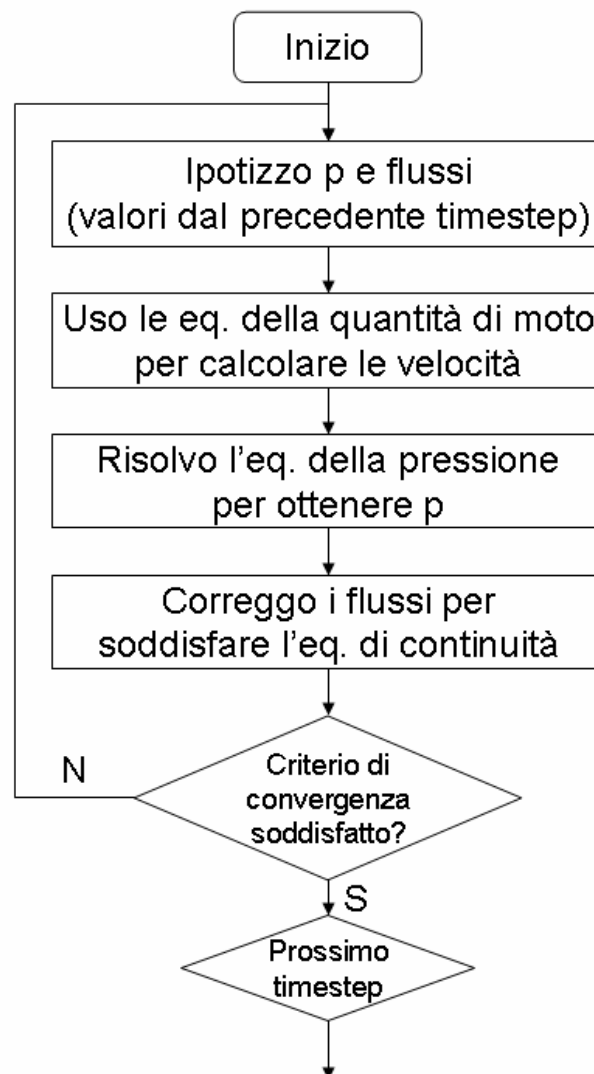 Inizio
Ipotizzo p e flussi
(valori dal precedente timestep)
Uso le eq. della quantità di moto
per calcolare le velocità
Risolvo l'eq. della pressione
per ottenere p
Correggo i flussi per
soddisfare l'eq. di continuità
N
Criterio di
convergenza
soddisfatto?
S
Prossimo
timestep